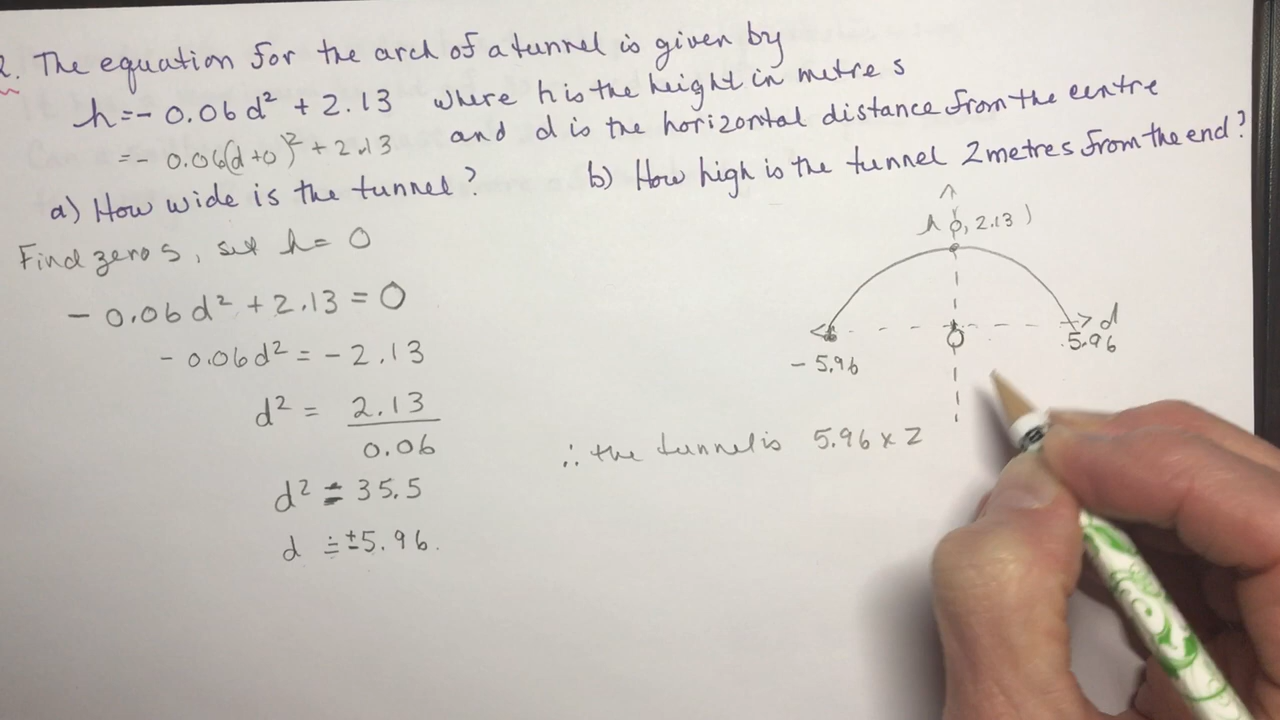 2. The equation for the arch of a tunnel is given by
h = - 0.06d² + 2.13 where h is the height in metres
= - 0.06(d+0)² + 2.13 and d is the horizontal distance from the centre
a) How wide is the tunnel? b) How high is the tunnel 2 metres from the end?
Find zeros, set h = 0
h (0, 2.13)
- 0.06d² + 2.13 = 0
d
- 0.06d² = - 2.13
0
- 5.96 5.96
d² = 2.13
0.06
∴ the tunnel is 5.96 x 2
d² = 35.5
d ≐ ±5.96.